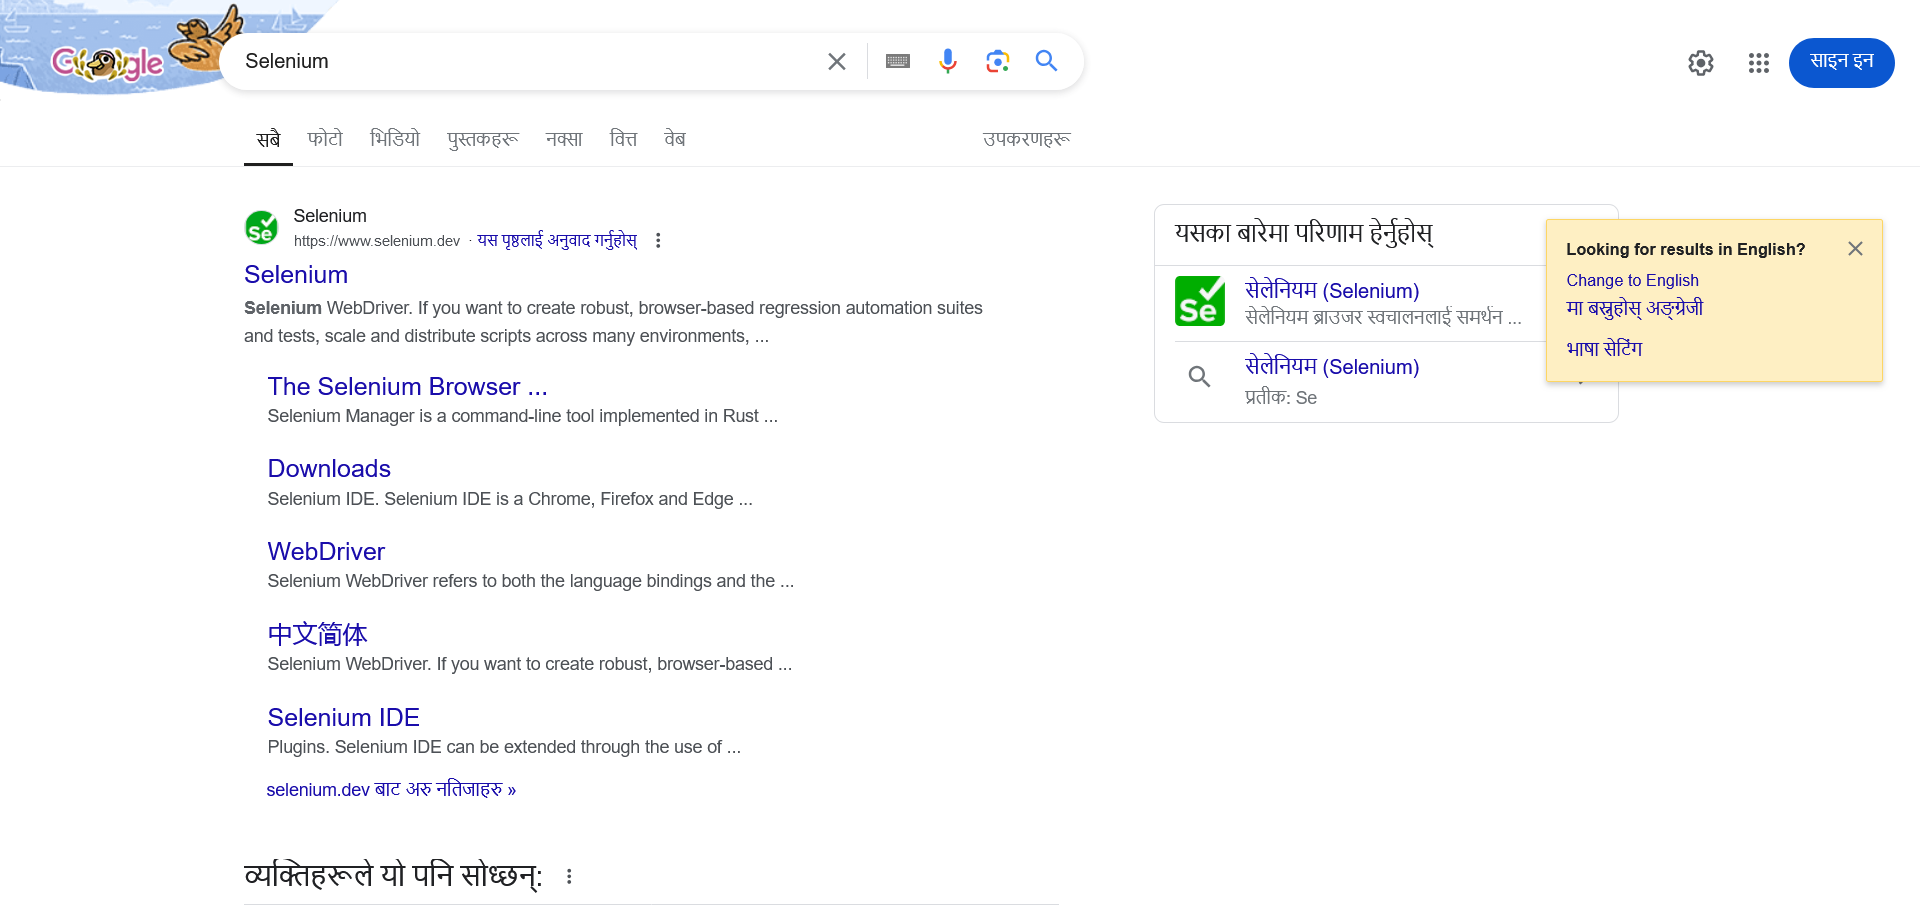 Google
Selenium
साइन इन
सबै
फोटो
भिडियो
पुस्तकहरू
नक्सा
वित्त
वेब
उपकरणहरू
Selenium
https://www.selenium.dev · यस पृष्ठलाई अनुवाद गर्नुहोस्
Selenium
Selenium WebDriver. If you want to create robust, browser-based regression automation suites
and tests, scale and distribute scripts across many environments, ...
The Selenium Browser ...
Selenium Manager is a command-line tool implemented in Rust ...
Downloads
Selenium IDE. Selenium IDE is a Chrome, Firefox and Edge ...
WebDriver
Selenium WebDriver refers to both the language bindings and the ...
中文简体
Selenium WebDriver. If you want to create robust, browser-based ...
Selenium IDE
Plugins. Selenium IDE can be extended through the use of ...
selenium.dev बाट अरु नतिजाहरु »
व्यक्तिहरूले यो पनि सोध्छन्:
यसका बारेमा परिणाम हेर्नुहोस्
Se
सेलेनियम (Selenium)
सेलेनियम ब्राउजर स्वचालनलाई समर्थन ...
सेलेनियम (Selenium)
प्रतीक: Se
Looking for results in English?
Change to English
मा बस्नुहोस् अङ्ग्रेजी
भाषा सेटिंग